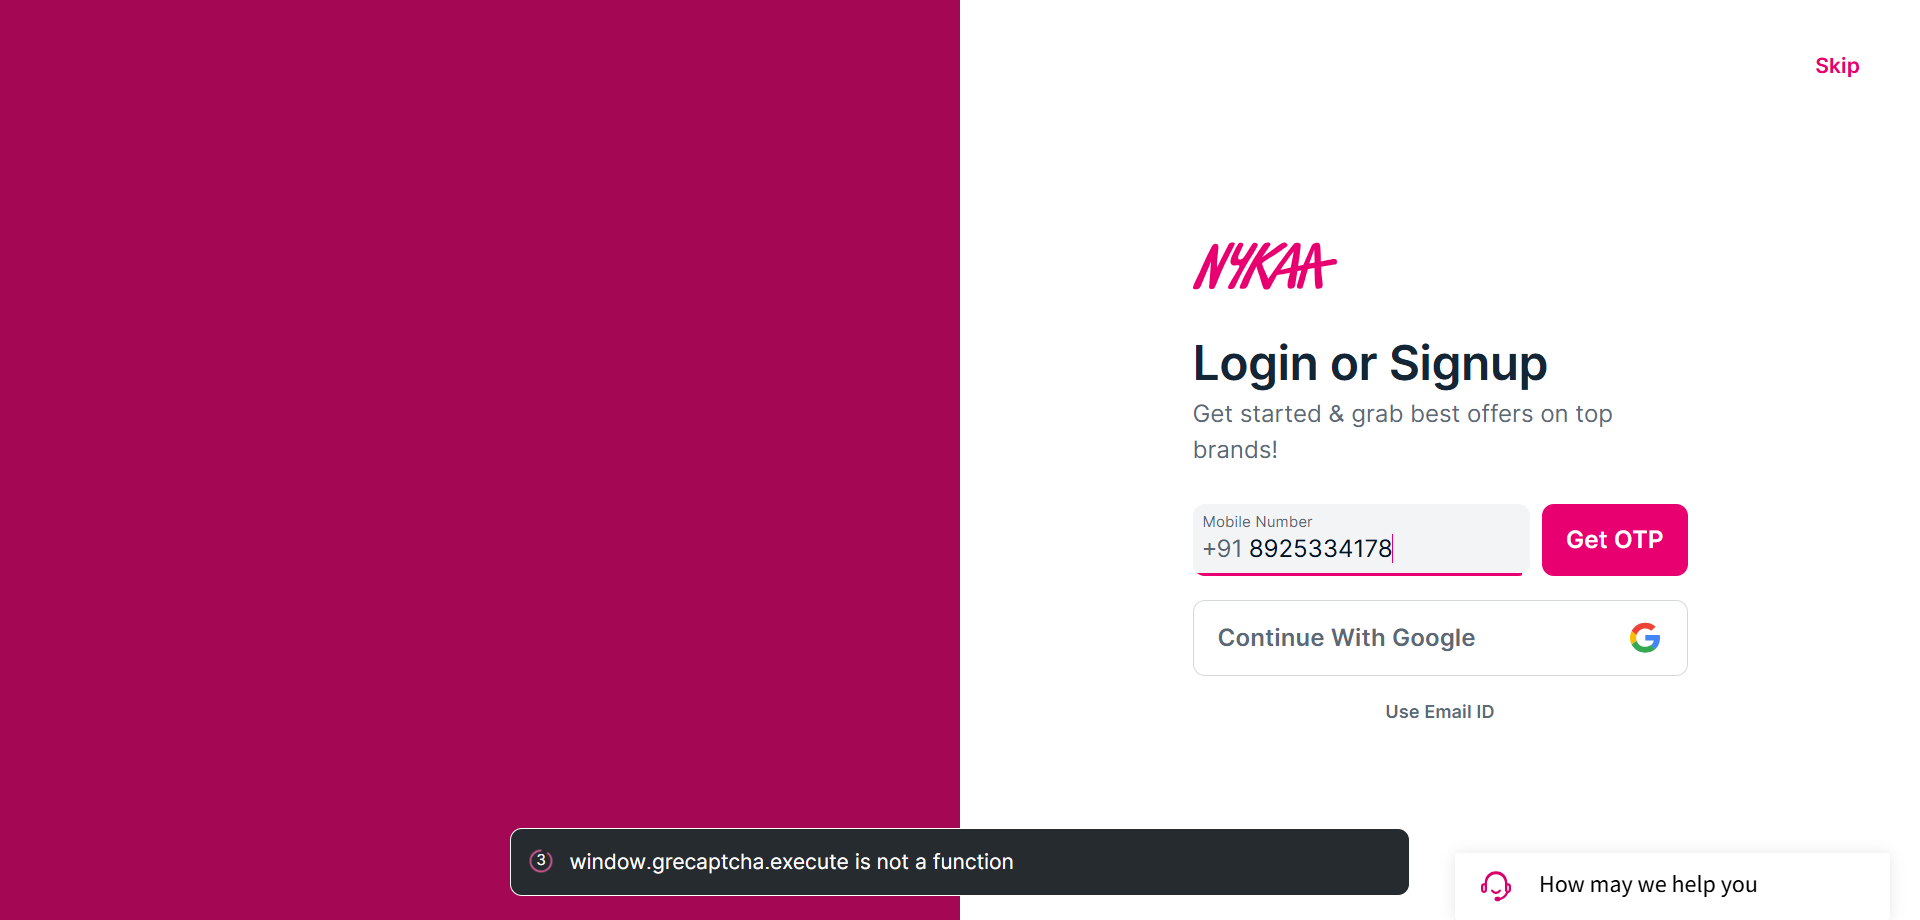 Skip
NYKAA
Login or Signup
Get started & grab best offers on top
brands!
Mobile Number
+91 8925334178
Get OTP
Continue With Google
Use Email ID
3 window.grecaptcha.execute is not a function
How may we help you